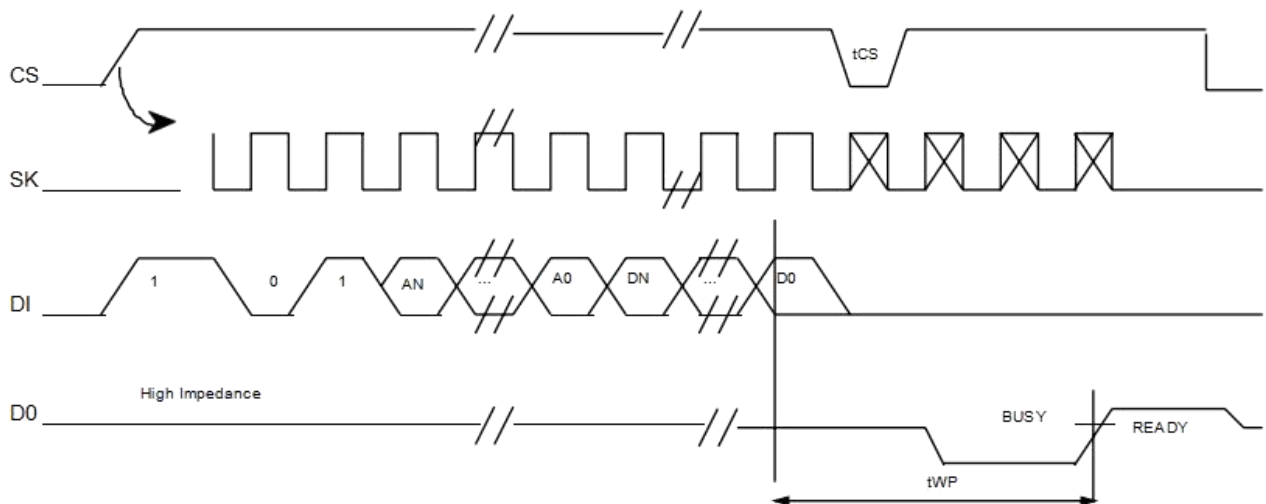 tCS
CS
SK
1 0 1 AN ... A0 DN ... D0
DI
High Impedance
D0
BUSY
READY
tWP